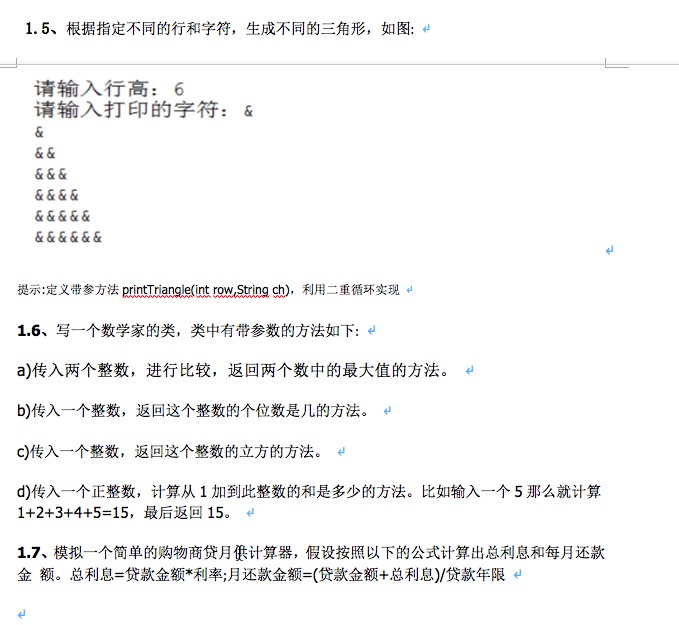 1.5、根据指定不同的行和字符，生成不同的三角形，如图:
请输入行高：6
请输入打印的字符：&
&
&&
&&&
&&&&
&&&&&
&&&&&&
提示:定义带参方法 printTriangle(int row,String ch)，利用二重循环实现
1.6、写一个数学家的类，类中有带参数的方法如下:
a)传入两个整数，进行比较，返回两个数中的最大值的方法。
b)传入一个整数，返回这个整数的个位数是几的方法。
c)传入一个整数，返回这个整数的立方的方法。
d)传入一个正整数，计算从 1 加到此整数的和是多少的方法。比如输入一个 5 那么就计算
1+2+3+4+5=15，最后返回 15。
1.7、模拟一个简单的购物商贷月供计算器，假设按照以下的公式计算出总利息和每月还款
金 额。总利息=贷款金额*利率;月还款金额=(贷款金额+总利息)/贷款年限